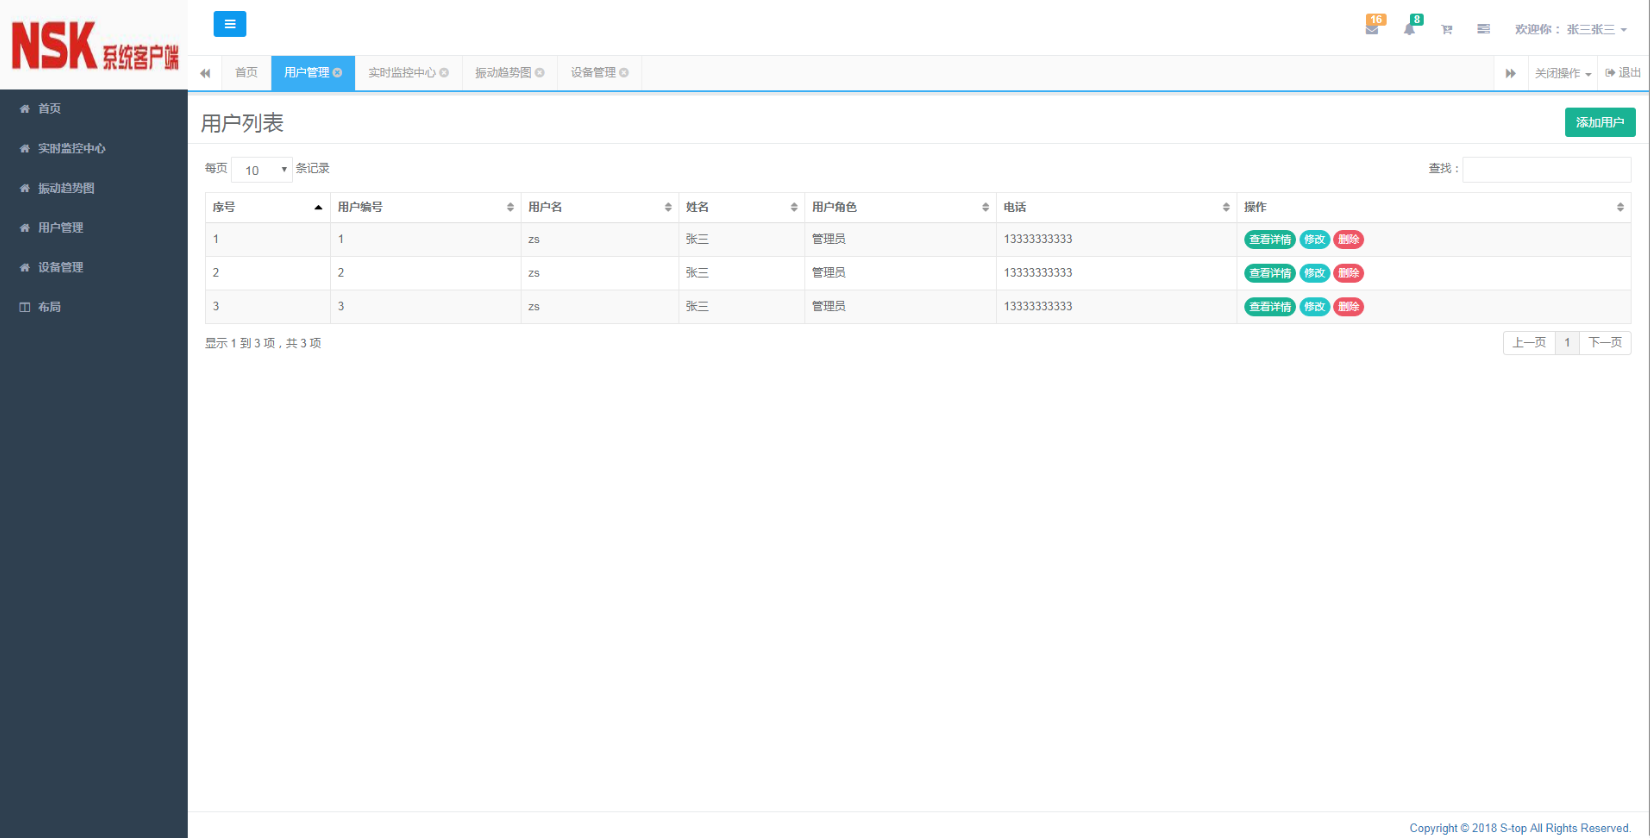 NSK 系统客户端
首页
实时监控中心
振动趋势图
用户管理
设备管理
布局
16
8
欢迎你： 张三张三
首页
用户管理
实时监控中心
振动趋势图
设备管理
关闭操作
退出
用户列表
添加用户
每页 10 条记录
查找：
序号 用户编号 用户名 姓名 用户角色 电话 操作
1 1 zs 张三 管理员 13333333333 查看详情 修改 删除
2 2 zs 张三 管理员 13333333333 查看详情 修改 删除
3 3 zs 张三 管理员 13333333333 查看详情 修改 删除
显示 1 到 3 项，共 3 项
上一页 1 下一页
Copyright © 2018 S-top All Rights Reserved.